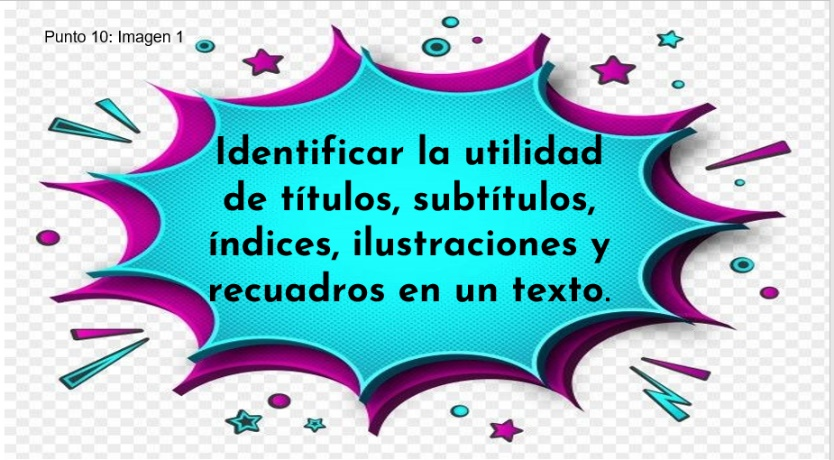 Punto 10: Imagen 1
Identificar la utilidad
de títulos, subtítulos,
índices, ilustraciones y
recuadros en un texto.